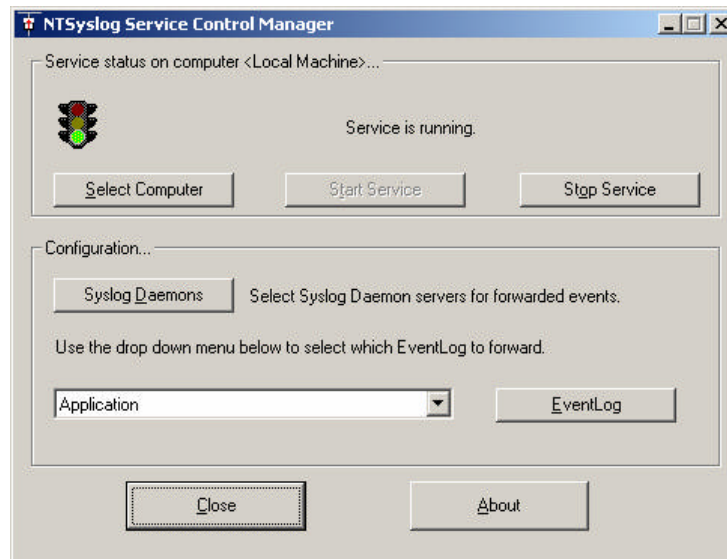 NTSyslog Service Control Manager
Service status on computer <Local Machine>...
Service is running.
Select Computer
Start Service
Stop Service
Configuration...
Syslog Daemons
Select Syslog Daemon servers for forwarded events.
Use the drop down menu below to select which EventLog to forward.
Application
EventLog
Close
About